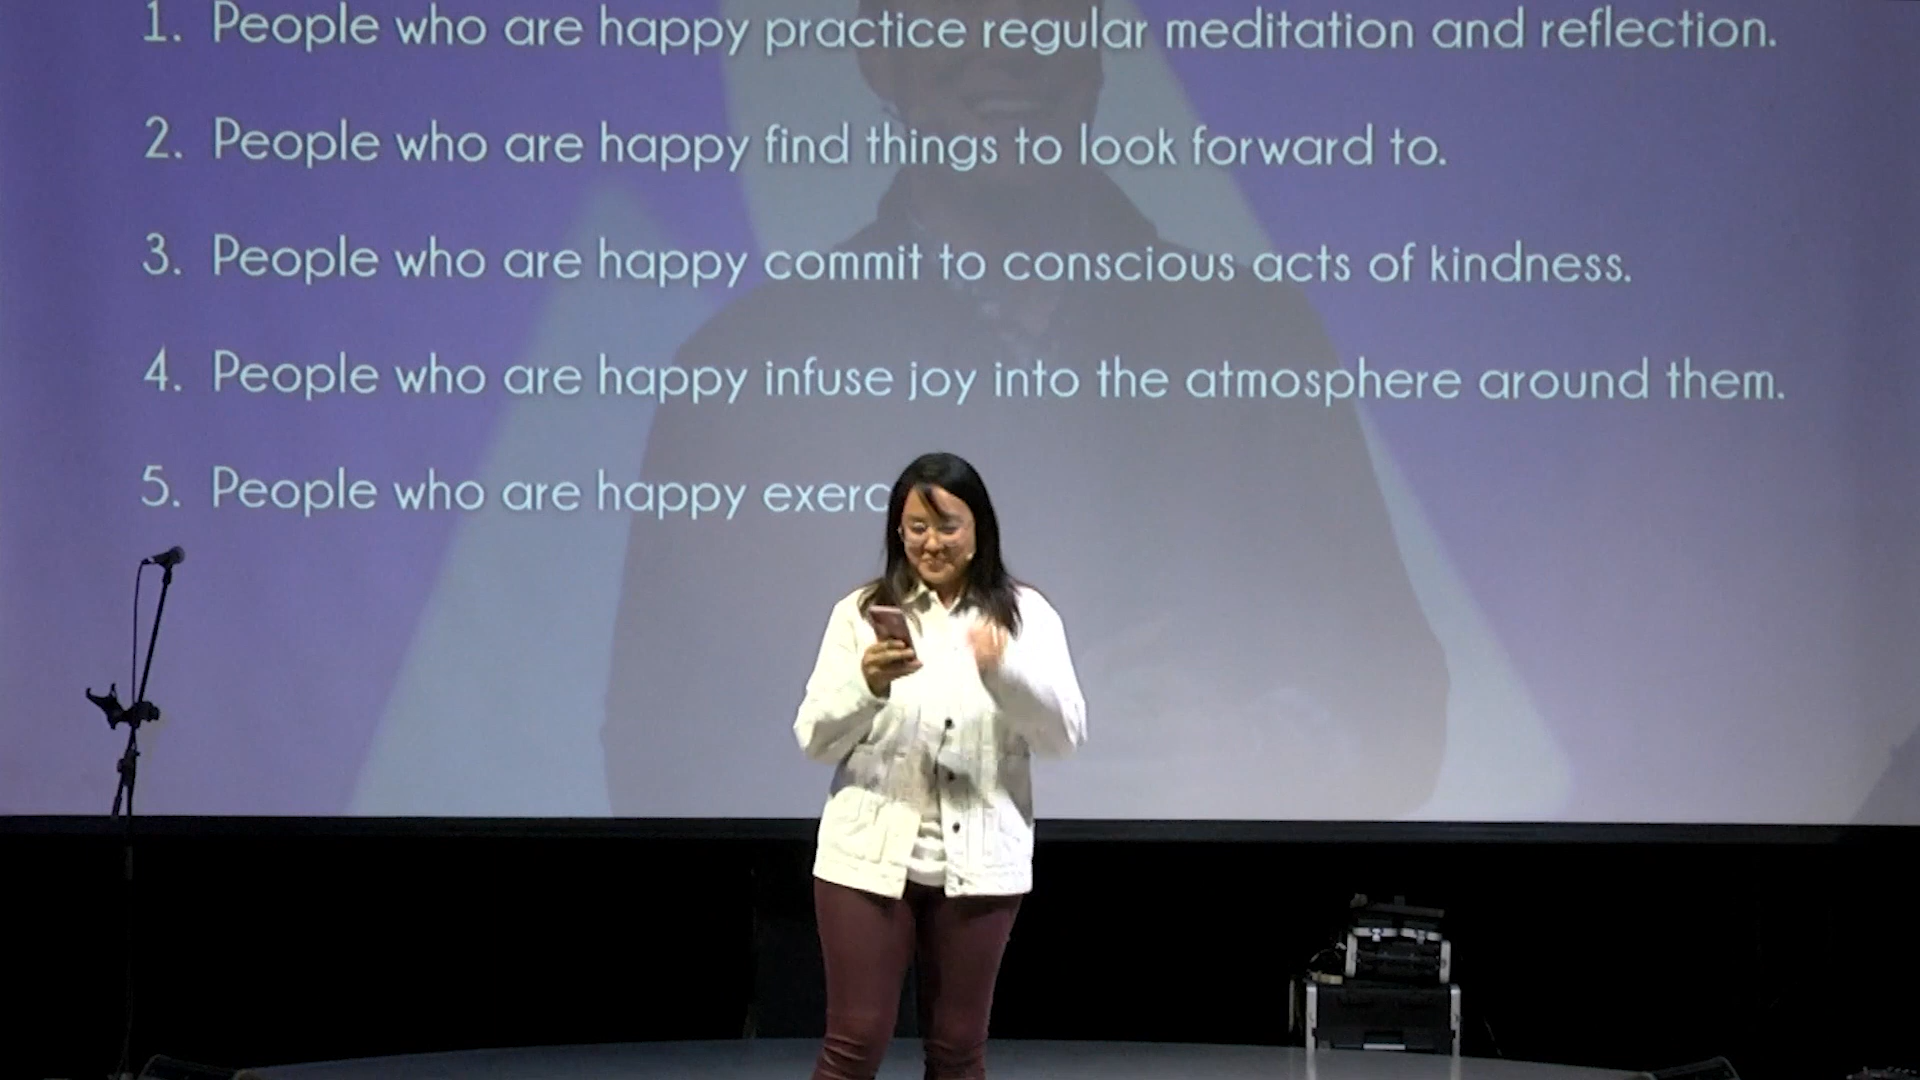 1. People who are happy practice regular meditation and reflection.
2. People who are happy find things to look forward to.
3. People who are happy commit to conscious acts of kindness.
4. People who are happy infuse joy into the atmosphere around them.
5. People who are happy